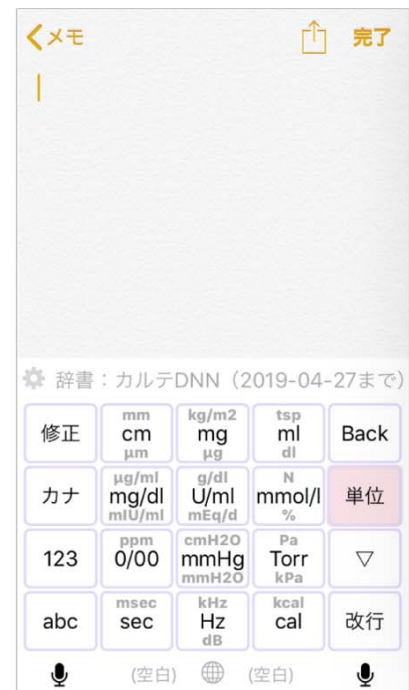 メモ 完了
辞書：カルテDNN（2019-04-27まで）
mm kg/m2 tsp
修正 cm mg ml Back
μm μg dl
μg/ml g/dl N
カナ mg/dl U/ml mmol/l 単位
mIU/ml mEq/d %
ppm cmH2O Pa
123 0/00 mmHg Torr ▽
mmH2O kPa
msec kHz kcal
abc sec Hz cal 改行
dB
(空白) (空白)